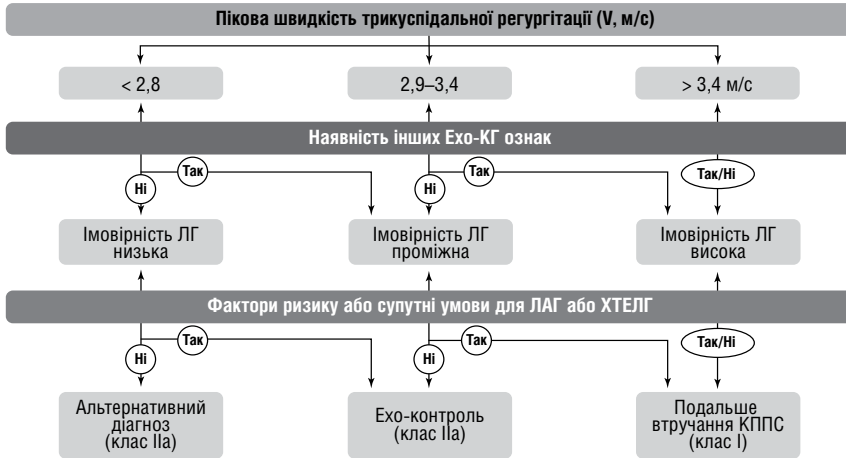 Пікова швидкість трикуспідальної регургітації (V, м/с)
< 2,8
2,9–3,4
> 3,4 м/с
Наявність інших Ехо-КГ ознак
Так
Так
Так/Ні
Ні
Ні
Імовірність ЛГ
низька
Імовірність ЛГ
проміжна
Імовірність ЛГ
висока
Фактори ризику або супутні умови для ЛАГ або ХТЕЛГ
Так
Так
Так/Ні
Ні
Ні
Альтернативний
діагноз
(клас IIa)
Ехо-контроль
(клас IIa)
Подальше
втручання КППС
(клас I)